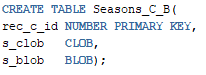 CREATE TABLE Seasons_C_B(
rec_c_id NUMBER PRIMARY KEY,
s_clob CLOB,
s_blob BLOB);